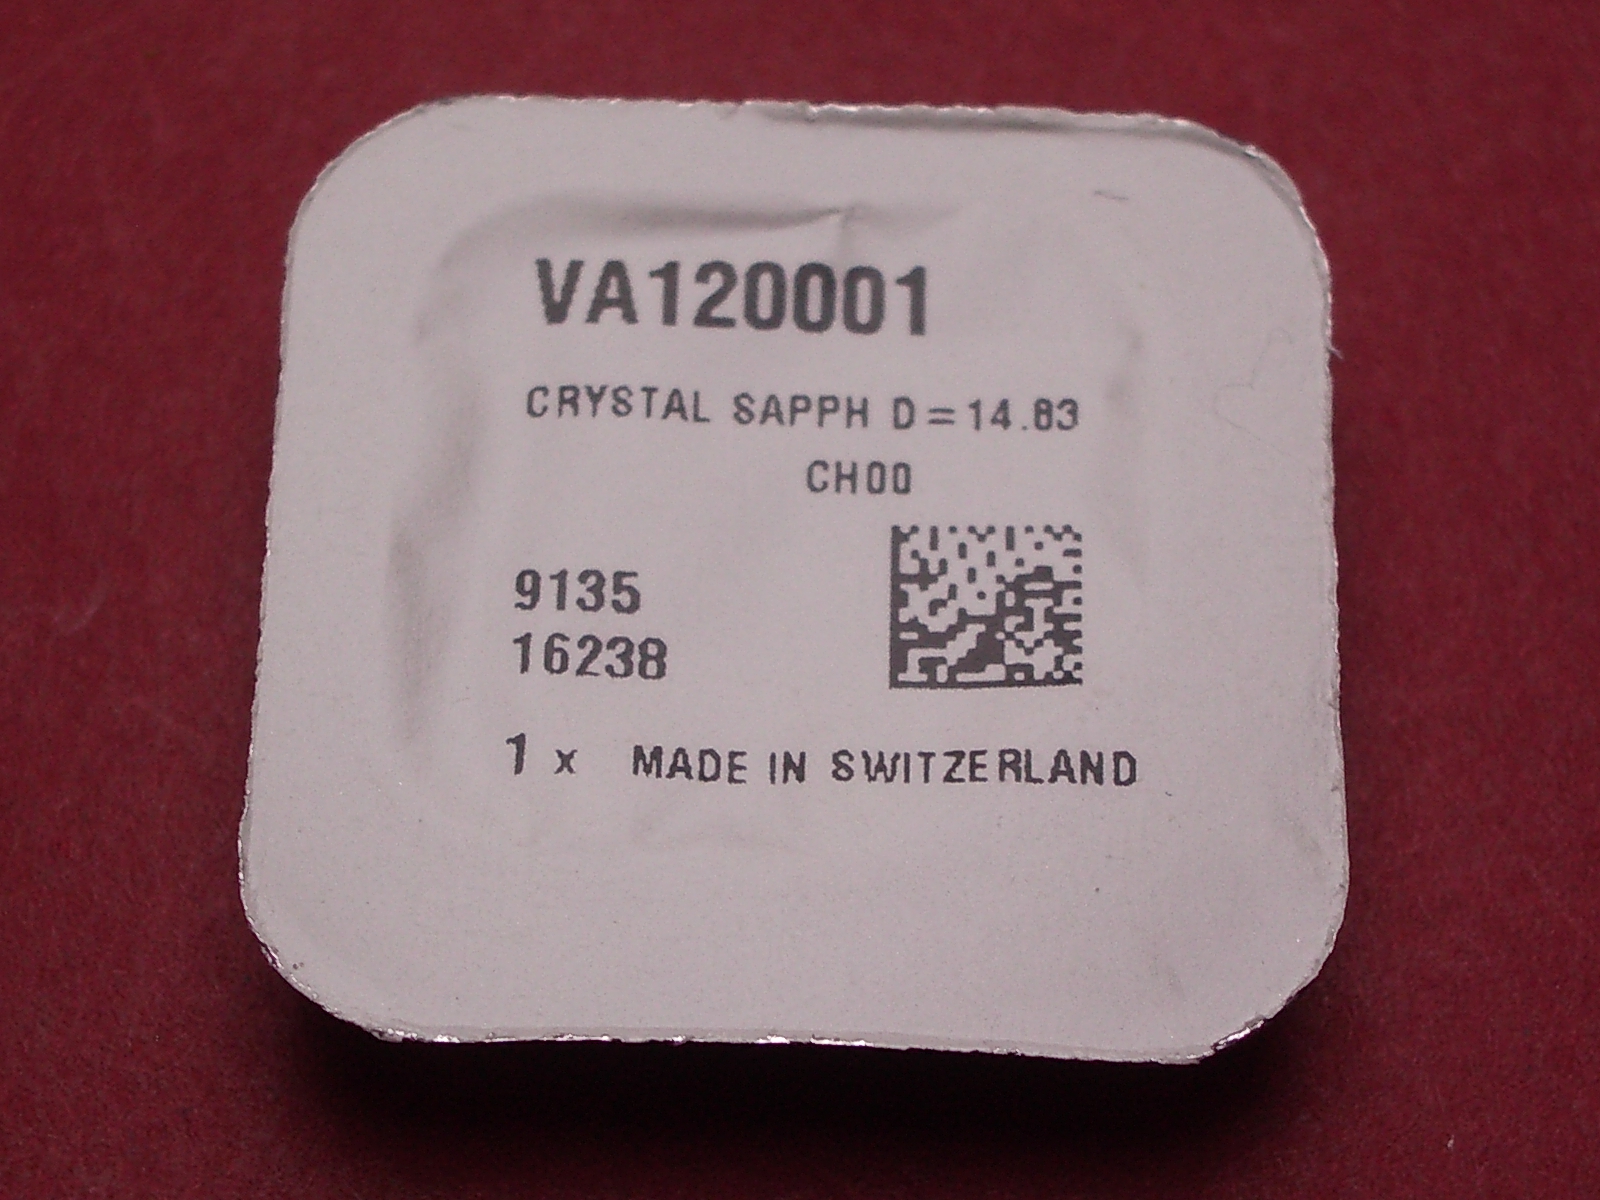 VA120001
CRYSTAL SAPPH D=14.83
CH00
9135
16238
1 x MADE IN SWITZERLAND